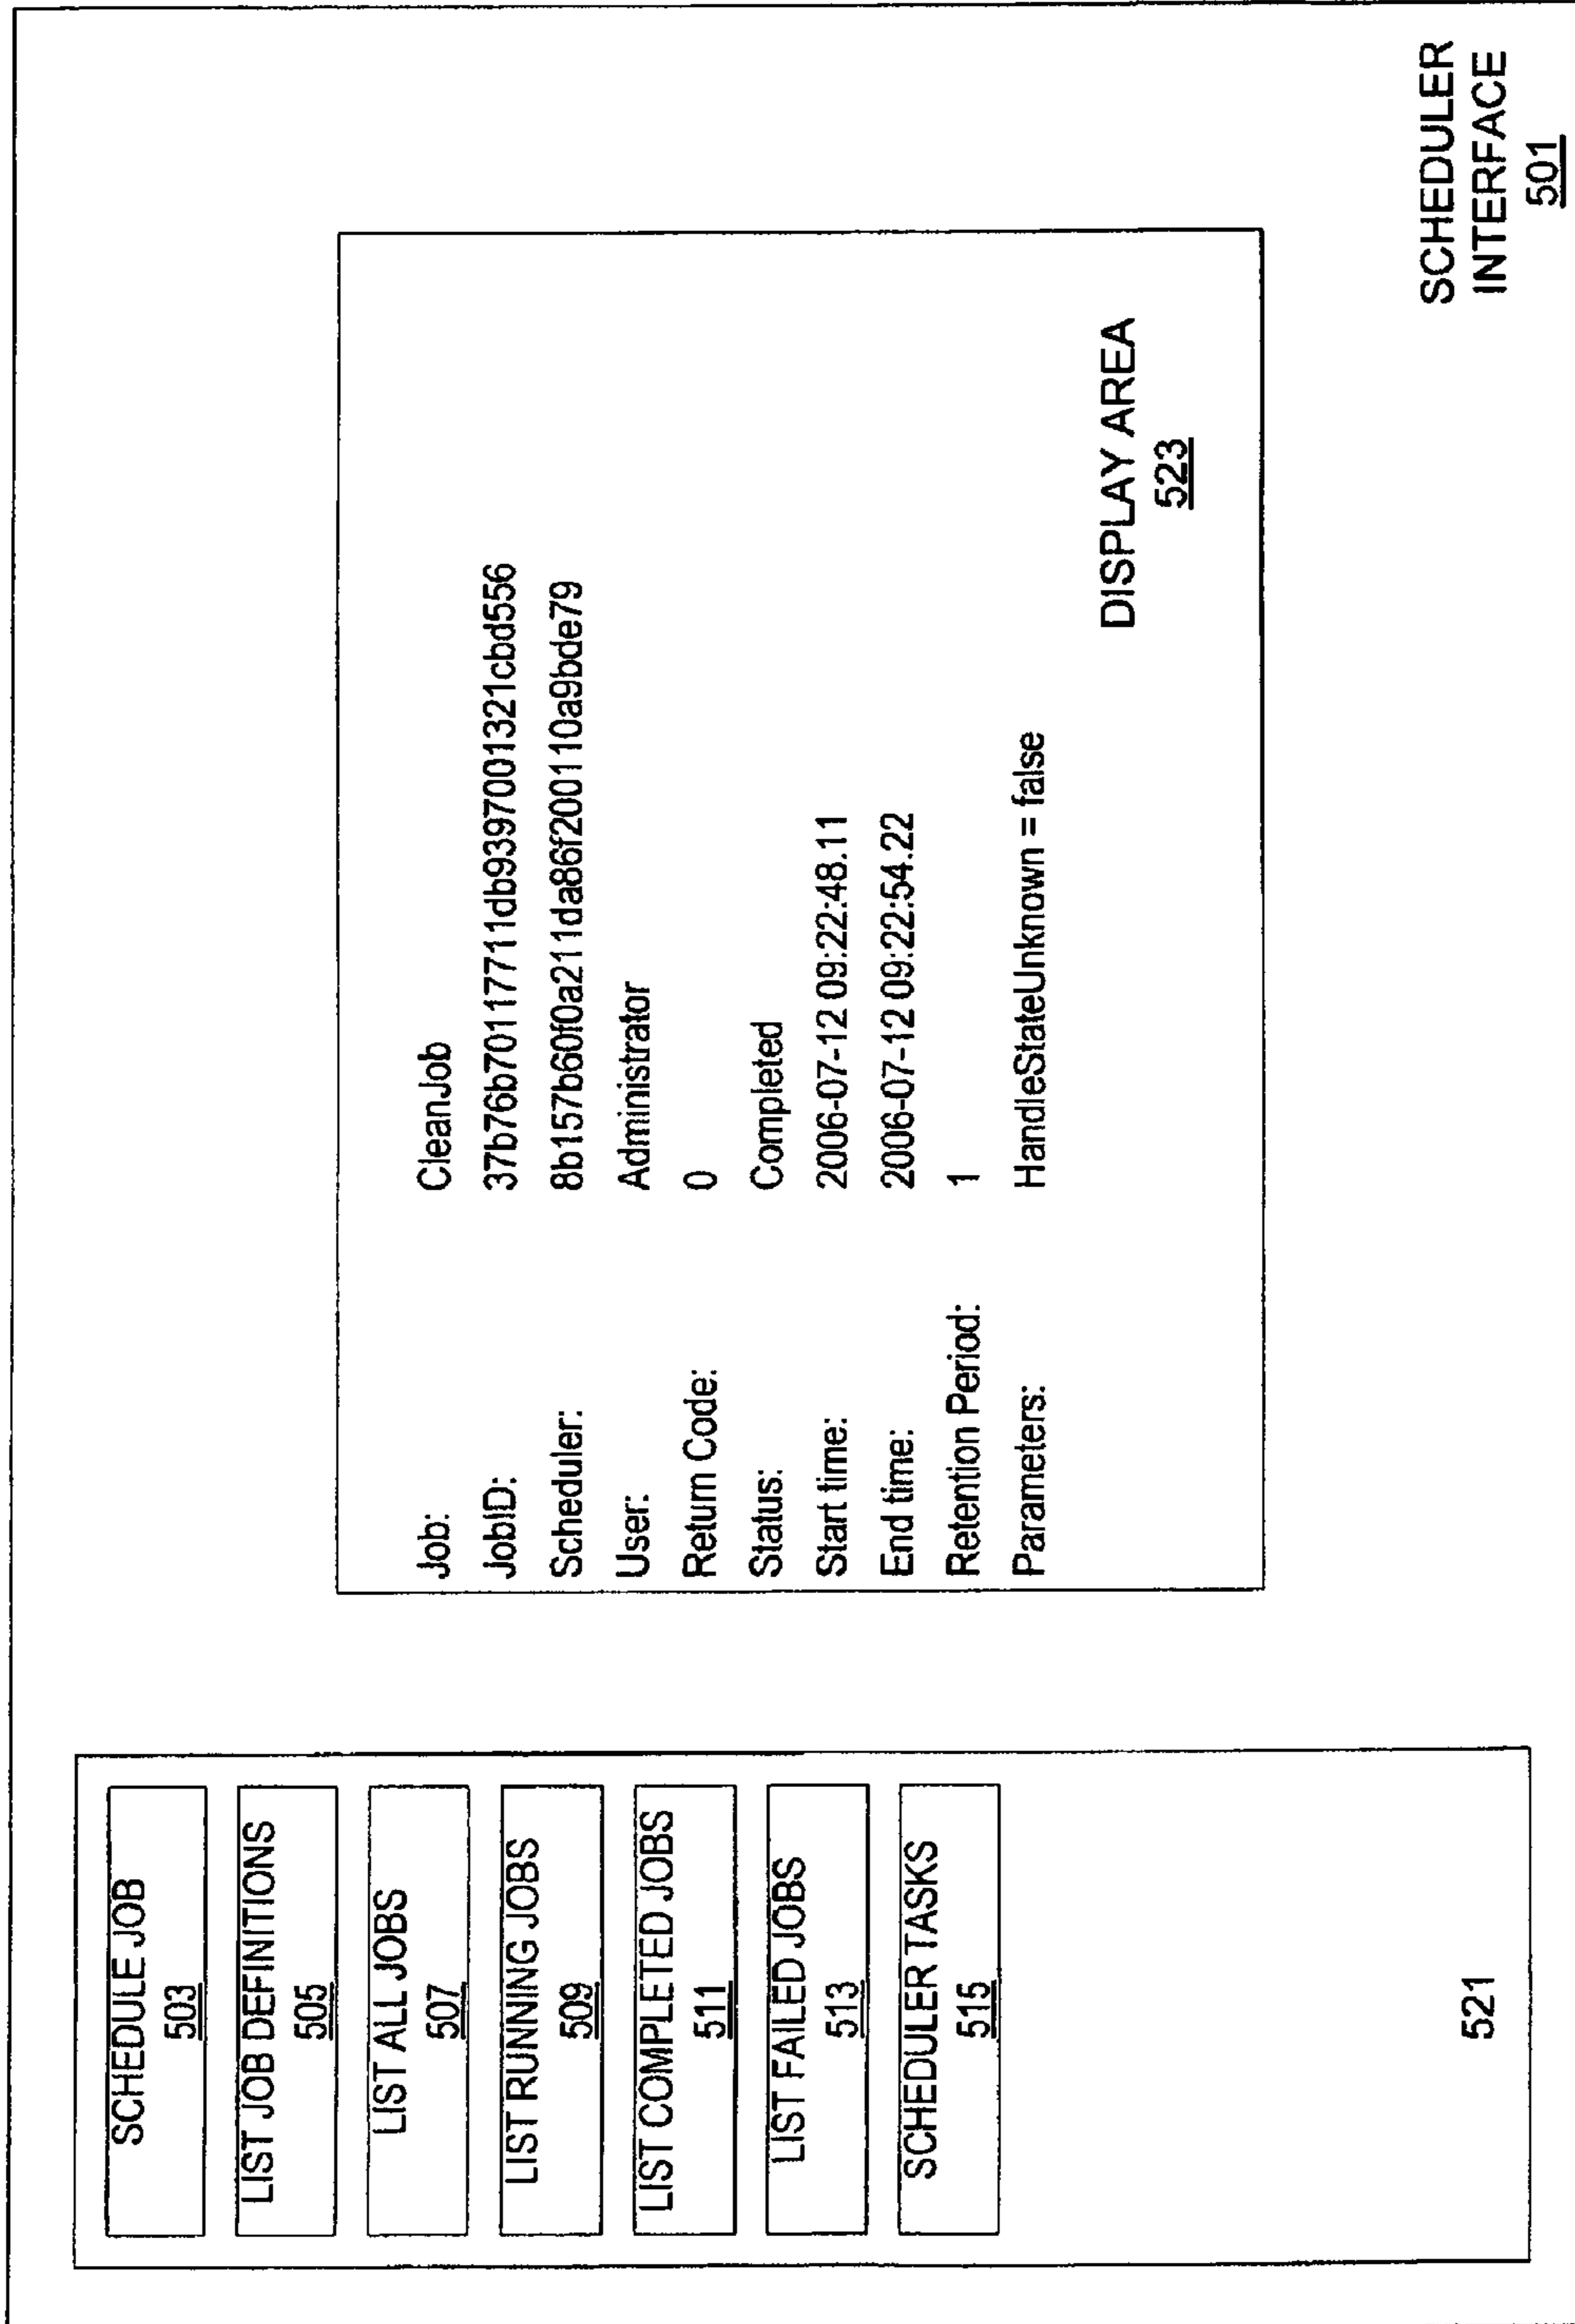 SCHEDULE JOB
503
LIST JOB DEFINITIONS
505
LIST ALL JOBS
507
LIST RUNNING JOBS
509
LIST COMPLETED JOBS
511
LIST FAILED JOBS
513
SCHEDULER TASKS
515
521
Job: CleanJob
JobID: 37b76b70117711db9397001321cbd556
Scheduler: 8b157b60f0a211da86f200110a9bde79
User: Administrator
Return Code: 0
Status: Completed
Start time: 2006-07-12 09:22:48.11
End time: 2006-07-12 09:22:54.22
Retention Period: 1
Parameters: HandleStateUnknown = false
DISPLAY AREA
523
SCHEDULER
INTERFACE
501